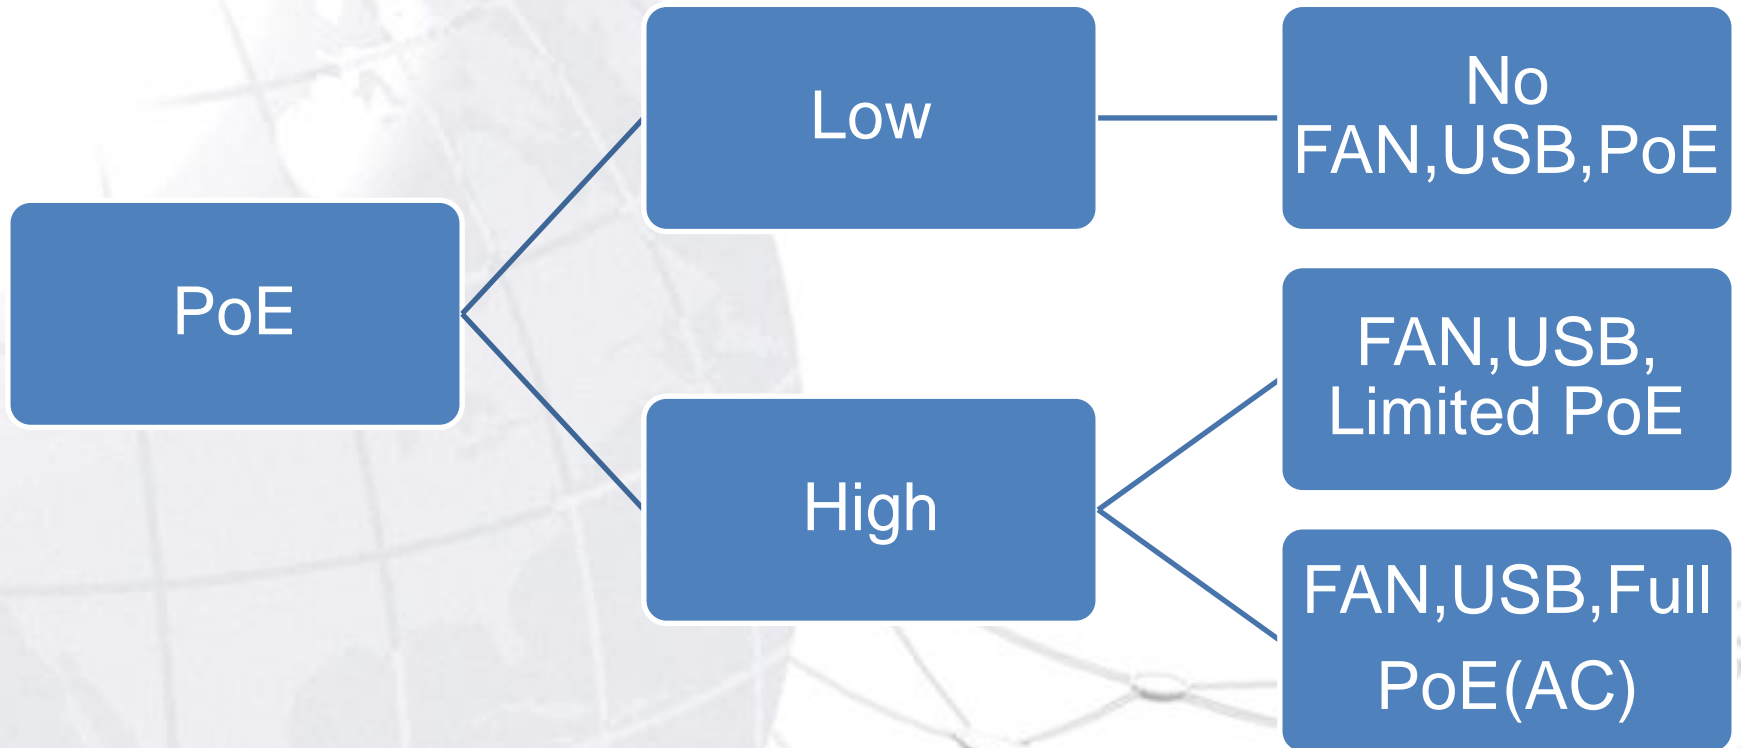 PoE
Low
No
FAN,USB,PoE
High
FAN,USB,
Limited PoE
FAN,USB,Full
PoE(AC)